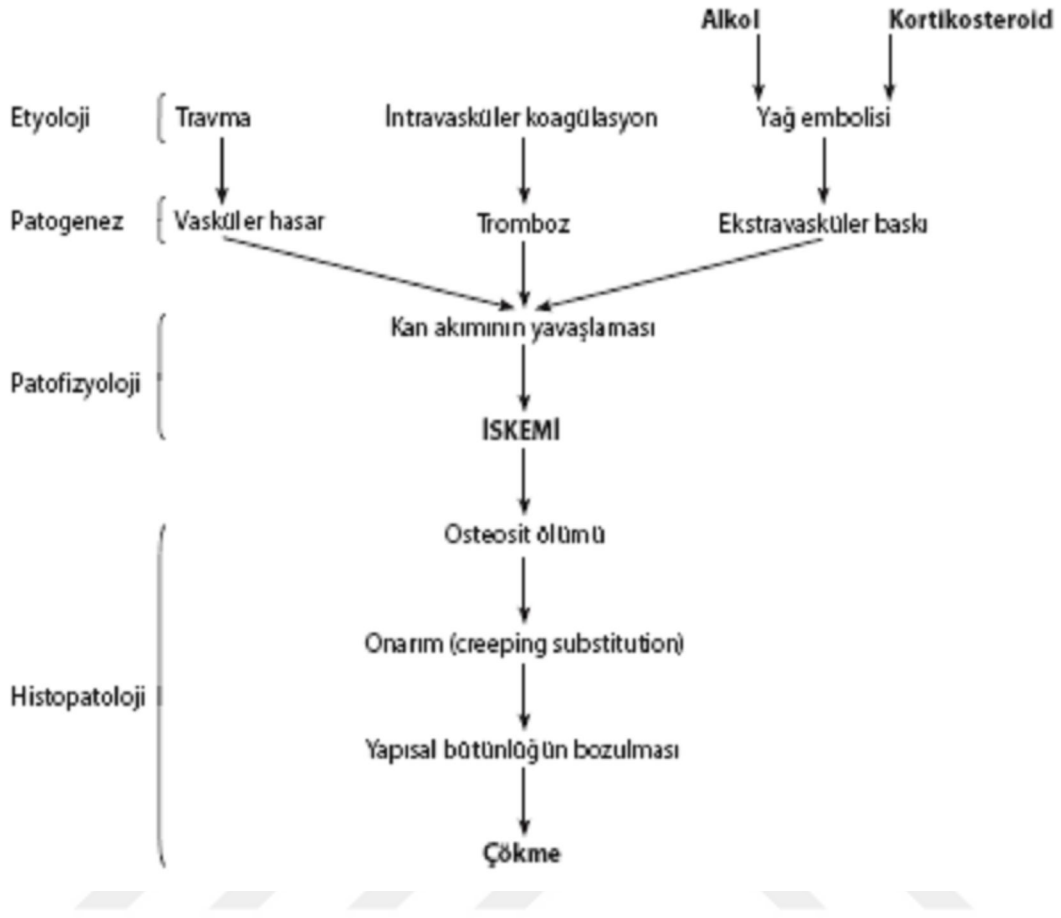 Alkol Kortikosteroid
Etyoloji Travma İntravasküler koagülasyon Yağ embolisi
Patogenez Vasküler hasar Tromboz Ekstravasküler baskı
Kan akımının yavaşlaması
Patofizyoloji
İSKEMİ
Osteosit ölümü
Onarım (creeping substitution)
Histopatoloji
Yapısal bütünlüğün bozulması
Çökme